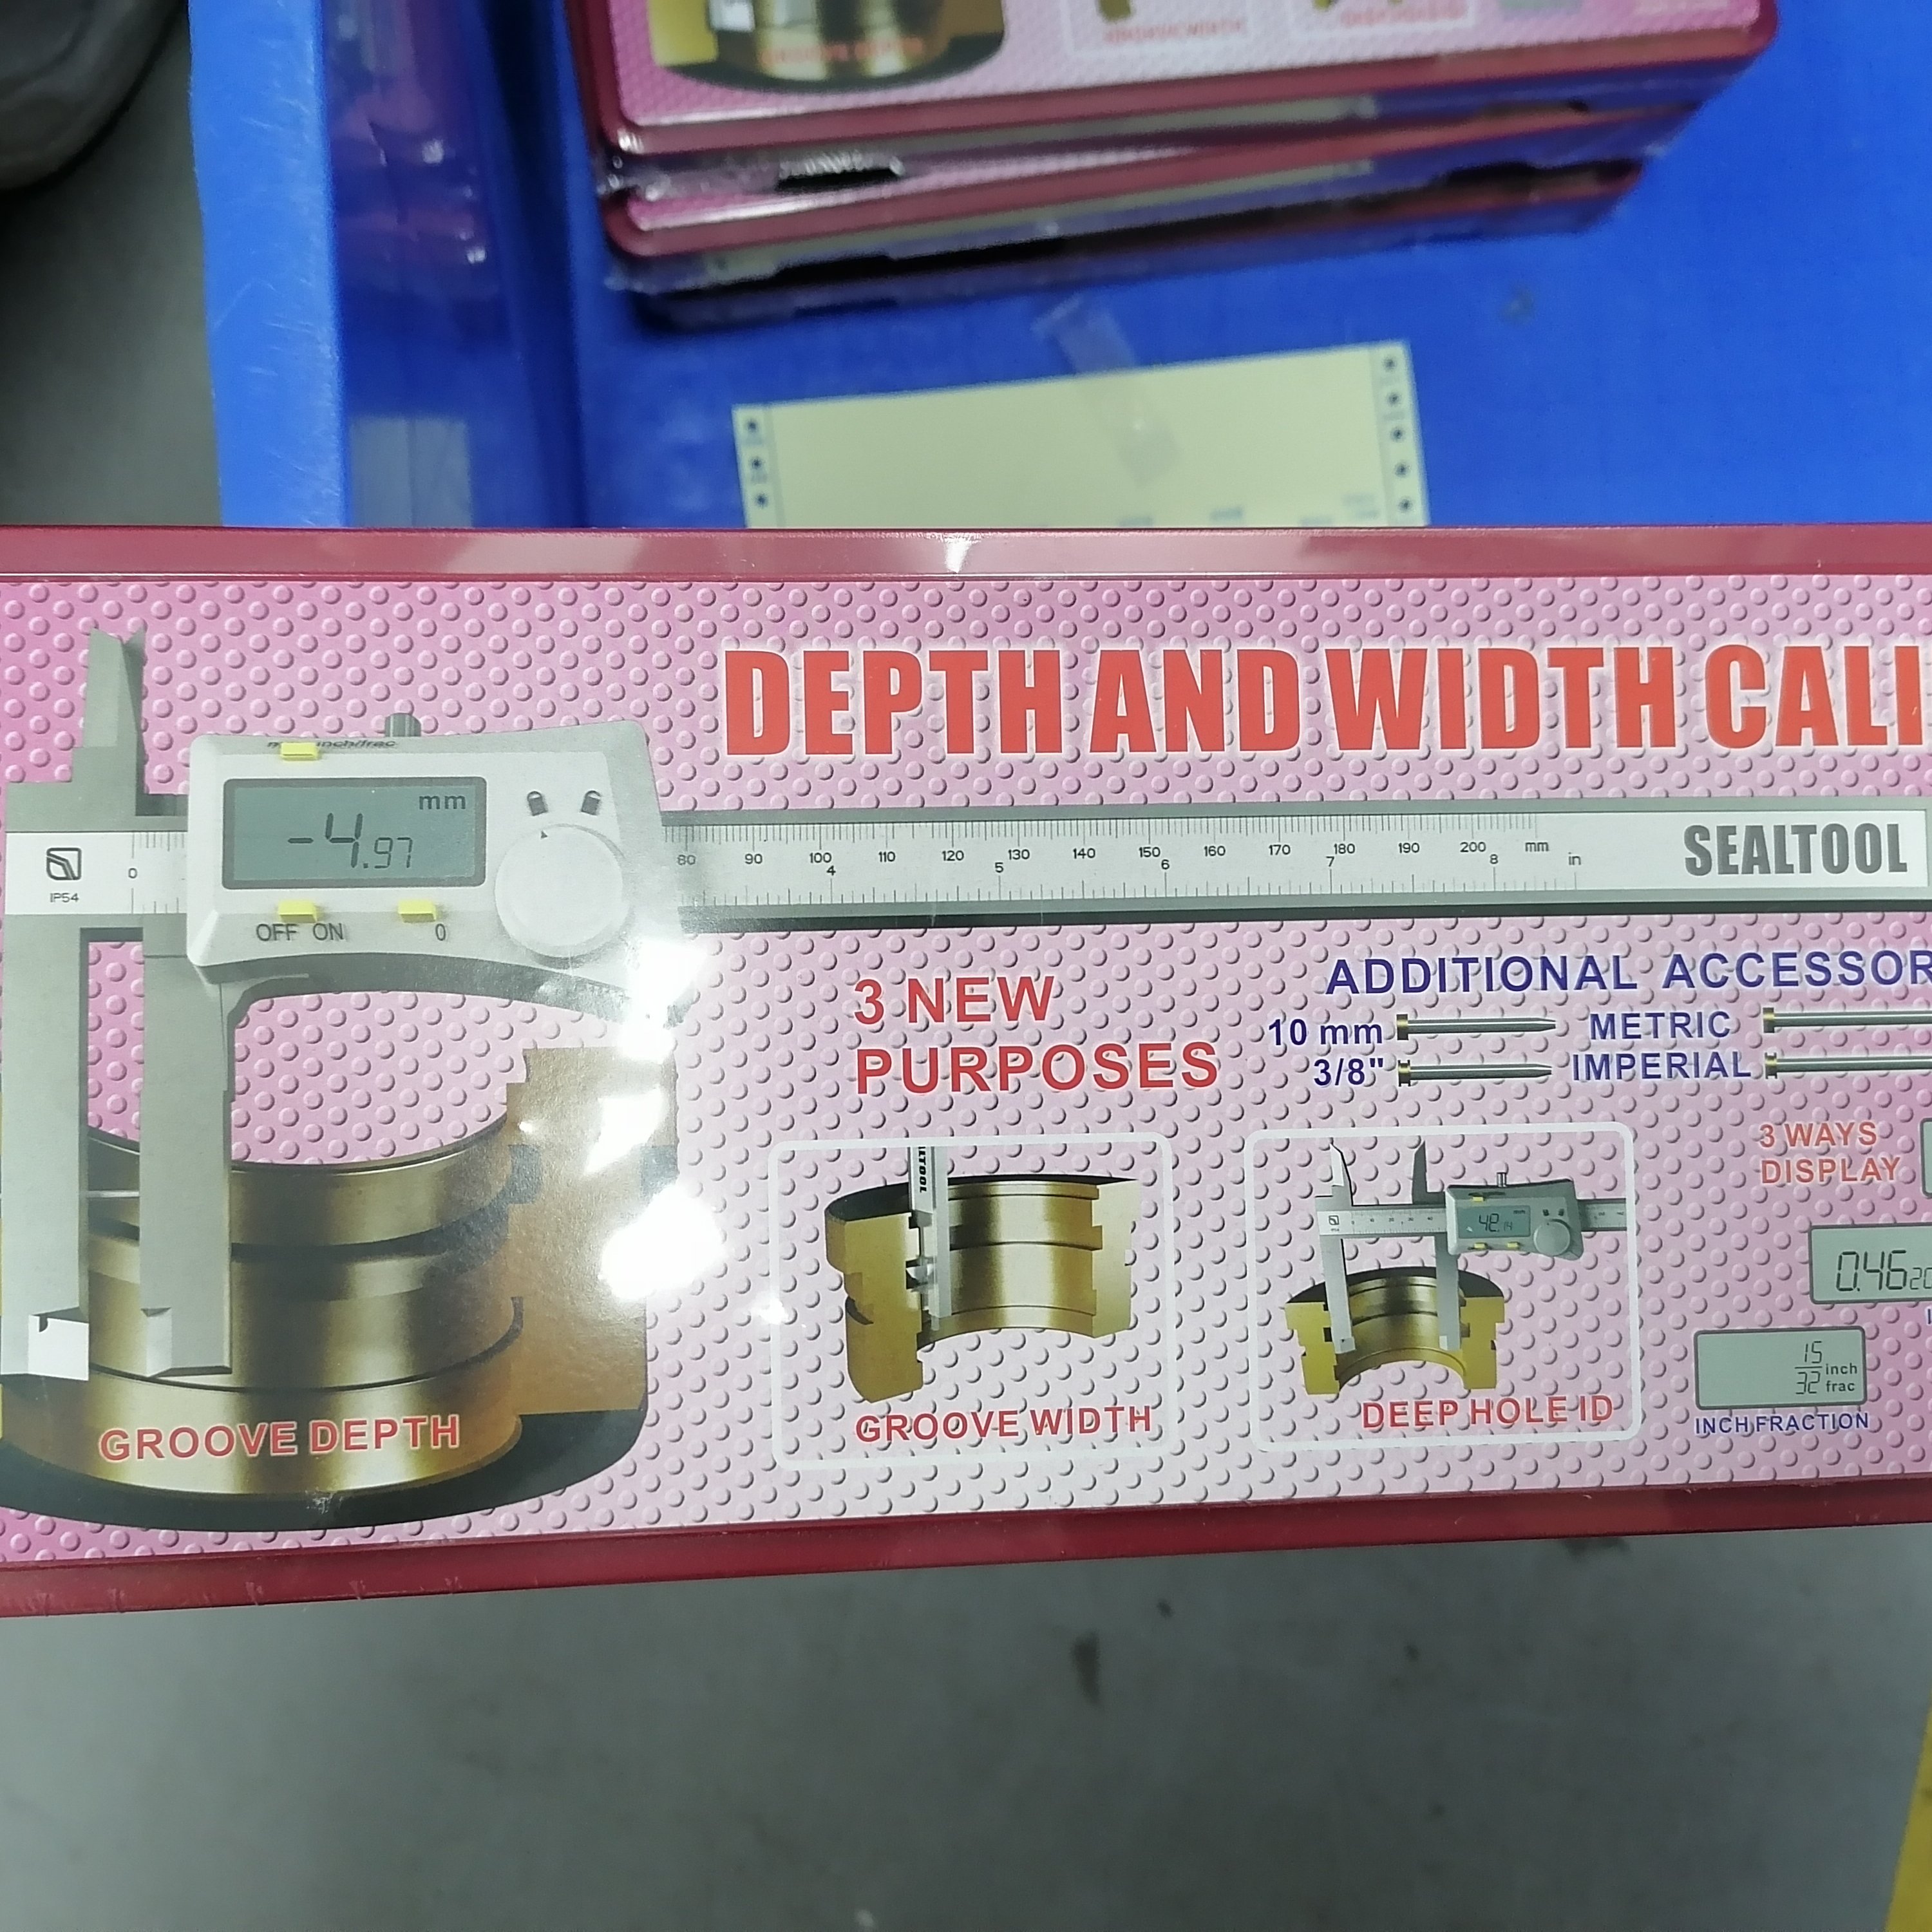 DEPTH AND WIDTH CALI
mm
-4.97
IP54
0
OFF ON
0
80 90 100 110 120 130 140 150 160 170 180 190 200 mm
4 5 6 7 8 in
SEALTOOL
3 NEW
PURPOSES
ADDITIONAL ACCESSOR
10 mm METRIC
3/8" IMPERIAL
3 WAYS
DISPLAY
0.4620
15
32
inch
frac
INCH FRACTION
GROOVE DEPTH
GROOVE WIDTH
DEEP HOLE ID
GROOVE DEPTH